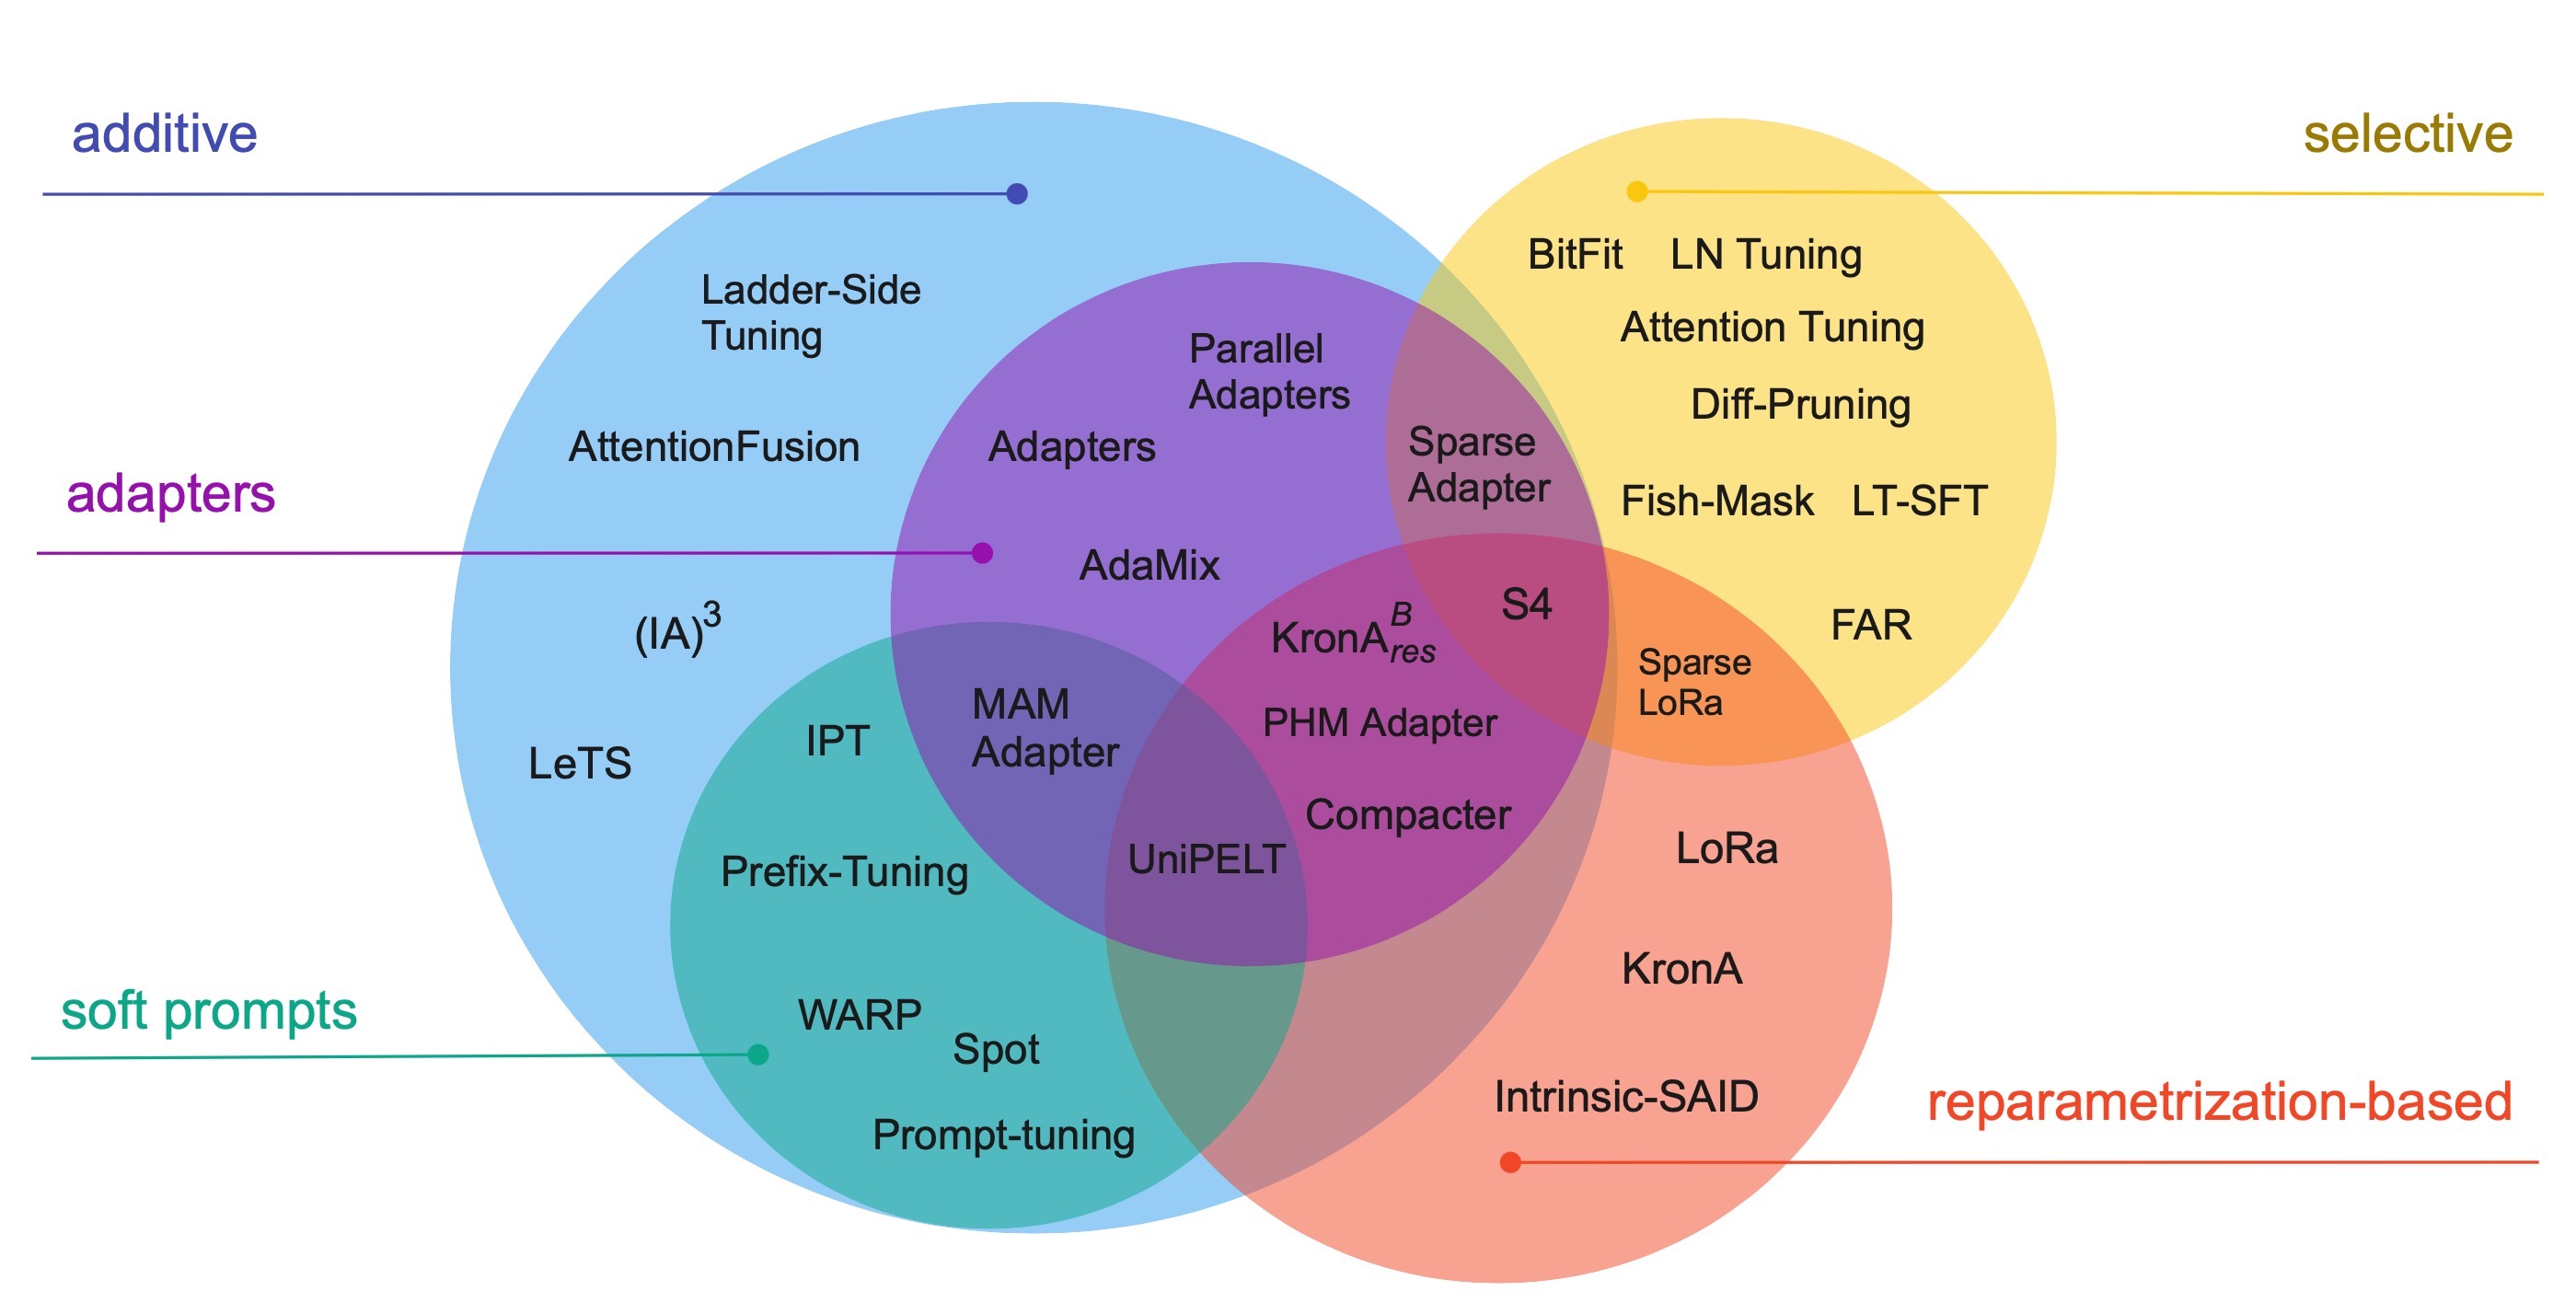 additive
selective
BitFit LN Tuning
Ladder-Side
Tuning
Attention Tuning
Parallel
Adapters
Diff-Pruning
AttentionFusion
Adapters
Sparse
Adapter
adapters
Fish-Mask LT-SFT
AdaMix
(IA)³
KronA^B_res
S4
FAR
Sparse
LoRa
MAM
Adapter
IPT
PHM Adapter
LeTS
Compacter
LoRa
UniPELT
Prefix-Tuning
KronA
soft prompts
WARP
Spot
Intrinsic-SAID
reparametrization-based
Prompt-tuning